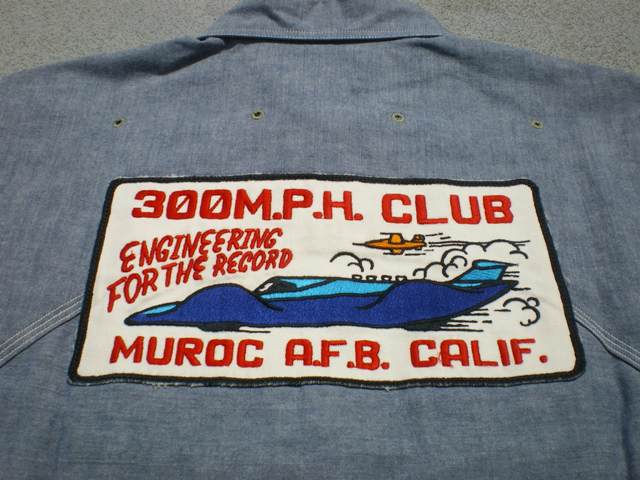 300M.P.H. CLUB
ENGINEERING
FOR THE RECORD
MUROC A.F.B. CALIF.